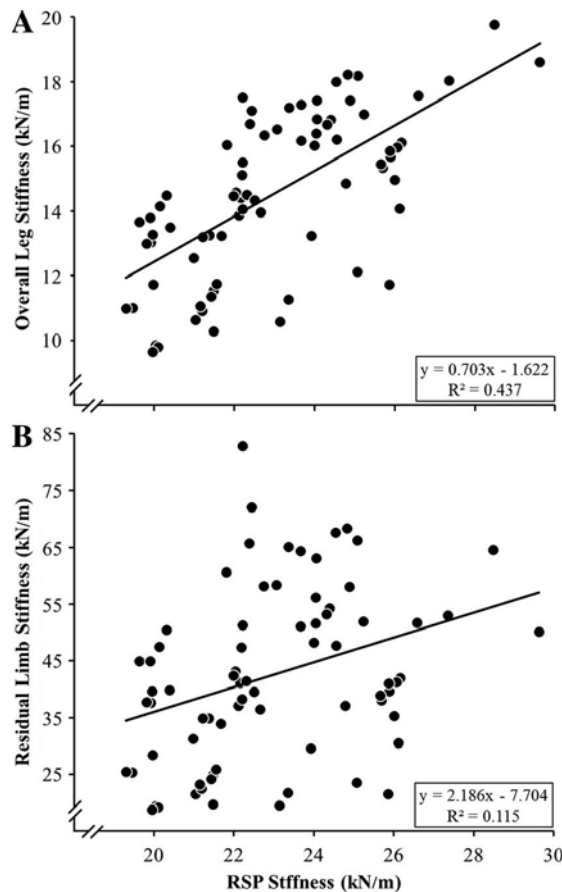 A
Overall Leg Stiffness (kN/m)
20
18
16
14
12
10
y = 0.703x - 1.622
R² = 0.437
B
Residual Limb Stiffness (kN/m)
85
75
65
55
45
35
25
y = 2.186x - 7.704
R² = 0.115
20 22 24 26 28 30
RSP Stffness (kN/m)